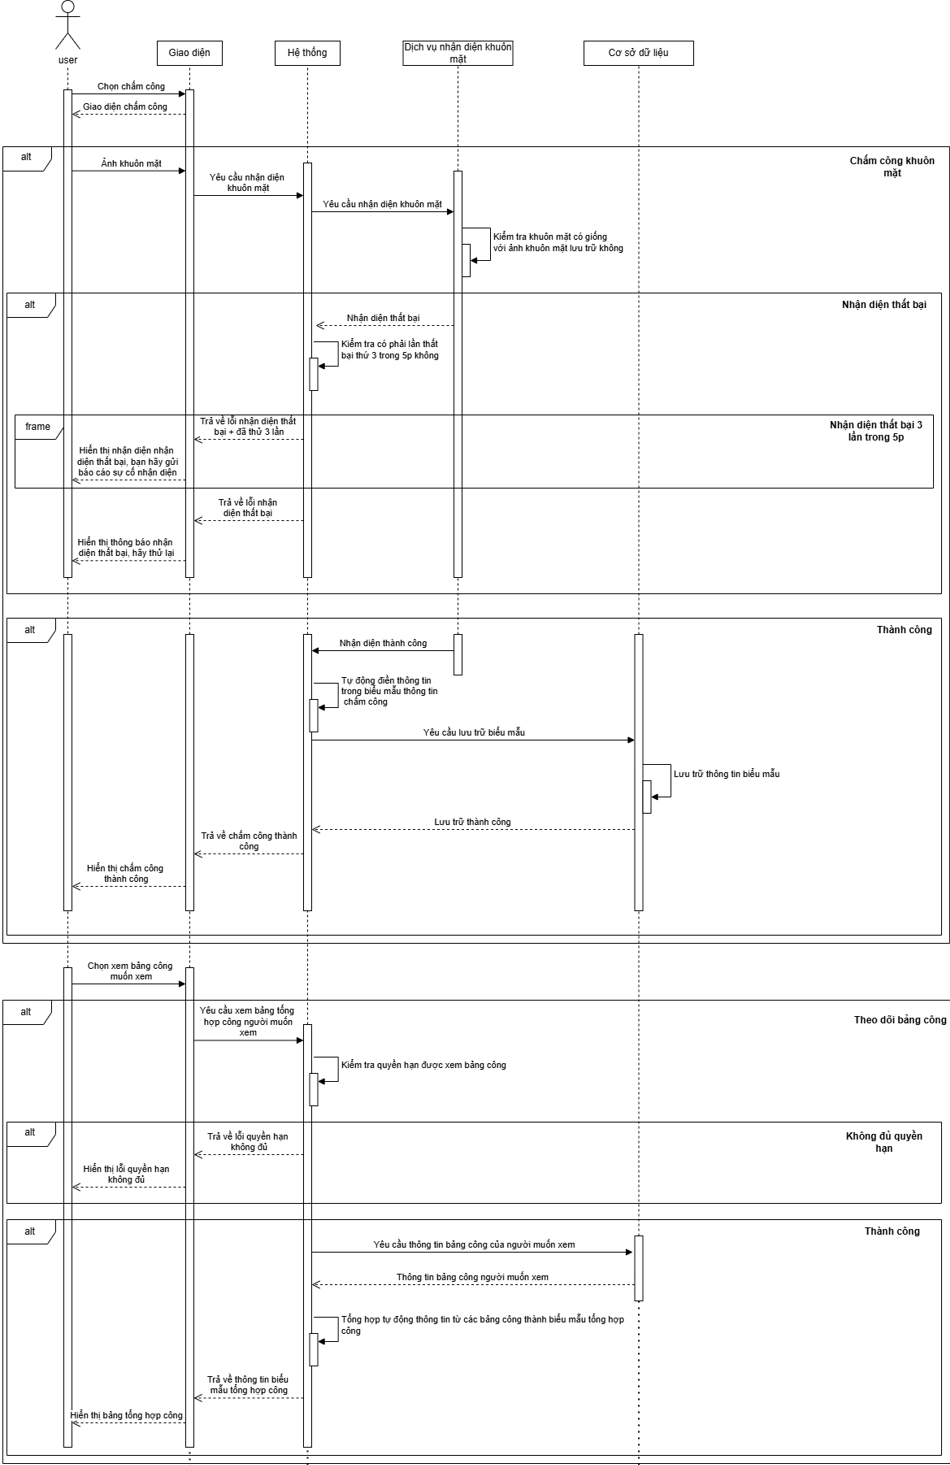 user
Giao diện
Hệ thống
Dịch vụ nhận diện khuôn
mặt
Cơ sở dữ liệu
Chọn chấm công
Giao diện chấm công
alt
Chấm công khuôn
mặt
Ảnh khuôn mặt
Yêu cầu nhận diện
khuôn mặt
Yêu cầu nhận diện khuôn mặt
Kiểm tra khuôn mặt có giống
với ảnh khuôn mặt lưu trữ không
alt
Nhận diện thất bại
Nhận diện thất bại
Kiểm tra có phải lần thất
bại thứ 3 trong 5p không
frame
Nhận diện thất bại 3
lần trong 5p
Trả về lỗi nhận diện thất
bại + đã thử 3 lần
Hiển thị nhận diện nhận
diện thất bại, bạn hãy gửi
báo cáo sự cố nhận diện
Trả về lỗi nhận
diện thất bại
Hiển thị thông báo nhận
diện thất bại, hãy thử lại
alt
Thành công
Nhận diện thành công
Tự động điền thông tin
trong biểu mẫu thông tin
chấm công
Yêu cầu lưu trữ biểu mẫu
Lưu trữ thông tin biểu mẫu
Lưu trữ thành công
Trả về chấm công thành
công
Hiển thị chấm công
thành công
Chọn xem bảng công
muốn xem
alt
Theo dõi bảng công
Yêu cầu xem bảng tổng
hợp công người muốn
xem
Kiểm tra quyền hạn được xem bảng công
alt
Không đủ quyền
hạn
Trả về lỗi quyền hạn
không đủ
Hiển thị lỗi quyền hạn
không đủ
alt
Thành công
Yêu cầu thông tin bảng công của người muốn xem
Thông tin bảng công người muốn xem
Tổng hợp tự động thông tin từ các bảng công thành biểu mẫu tổng hợp
công
Trả về thông tin biểu
mẫu tổng hợp công
Hiển thị bảng tổng hợp công